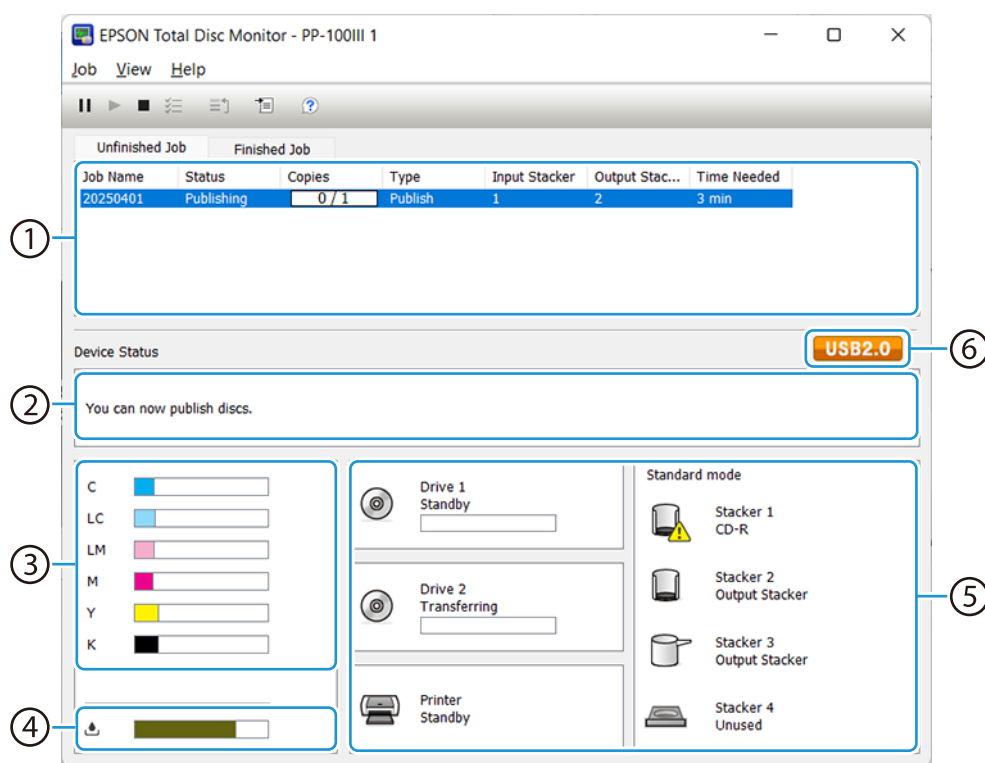 EPSON Total Disc Monitor - PP-100III 1
Job View Help
Unfinished Job Finished Job
Job Name Status Copies Type Input Stacker Output Stac... Time Needed
20250401 Publishing 0 / 1 Publish 1 2 3 min
1
Device Status
USB2.0
6
2
You can now publish discs.
3
C
LC
LM
M
Y
K
4
Drive 1
Standby
Drive 2
Transferring
Printer
Standby
Standard mode
Stacker 1
CD-R
Stacker 2
Output Stacker
Stacker 3
Output Stacker
Stacker 4
Unused
5